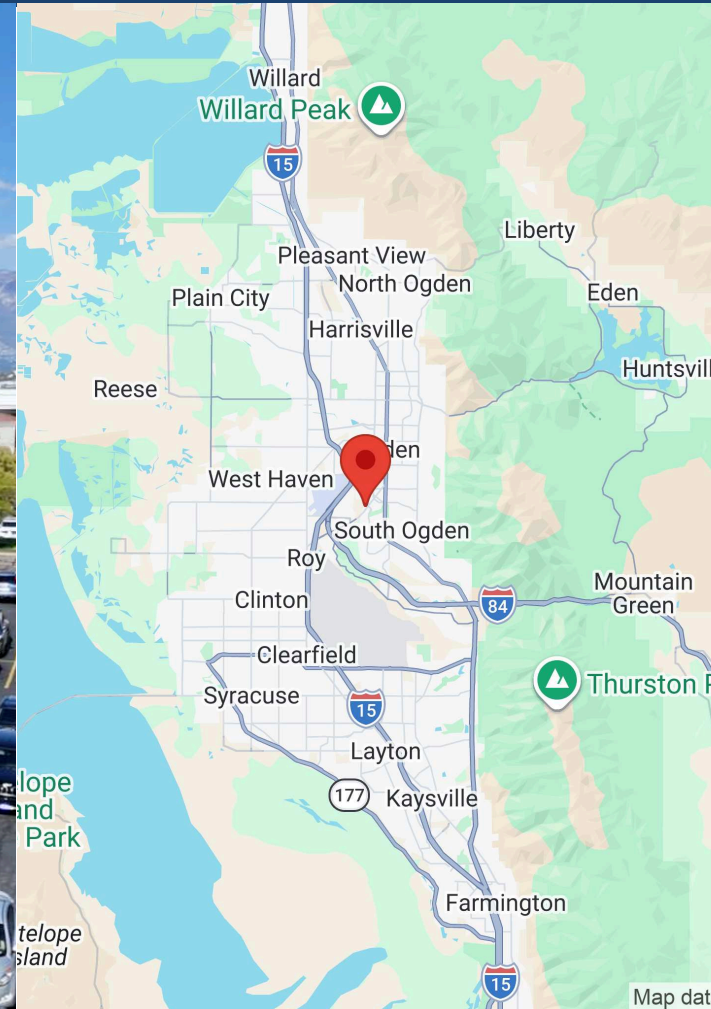 Willard
Willard Peak
15
Liberty
Pleasant View
North Ogden
Eden
Plain City
Harrisville
Huntsvill
Reese
den
West Haven
South Ogden
Roy
Mountain
Green
Clinton
84
Clearfield
Thurston P
Syracuse
15
Layton
lope
and
Park
177
Kaysville
Farmington
telope
sland
15
Map dat